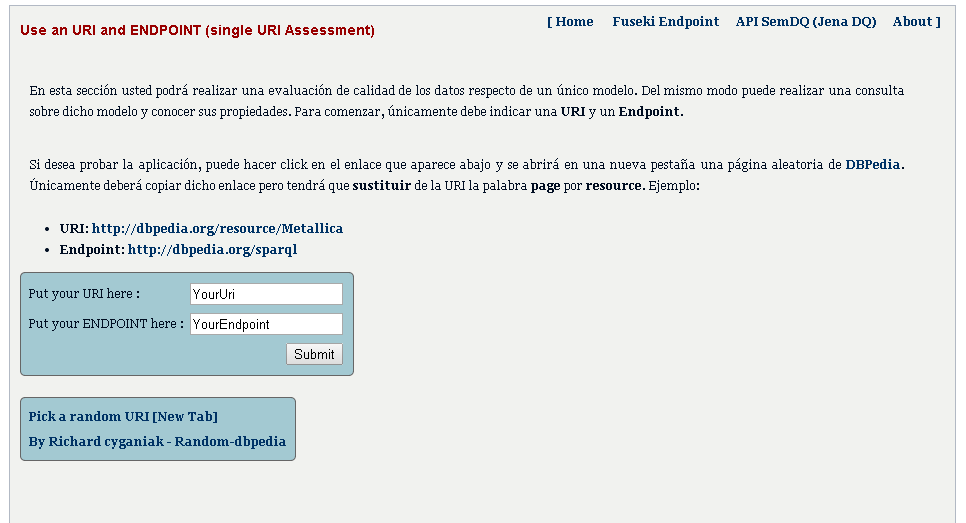 Use an URI and ENDPOINT (single URI Assessment)
[ Home Fuseki Endpoint API SemDQ (Jena DQ) About ]
En esta sección usted podrá realizar una evaluación de calidad de los datos respecto de un único modelo. Del mismo modo puede realizar una consulta
sobre dicho modelo y conocer sus propiedades. Para comenzar, únicamente debe indicar una URI y un Endpoint.
Si desea probar la aplicación, puede hacer click en el enlace que aparece abajo y se abrirá en una nueva pestaña una página aleatoria de DBPedia.
Únicamente deberá copiar dicho enlace pero tendrá que sustituir de la URI la palabra page por resource. Ejemplo:
• URI: http://dbpedia.org/resource/Metallica
• Endpoint: http://dbpedia.org/sparql
Put your URI here : YourUri
Put your ENDPOINT here : YourEndpoint
Submit
Pick a random URI [New Tab]
By Richard cyganiak - Random-dbpedia